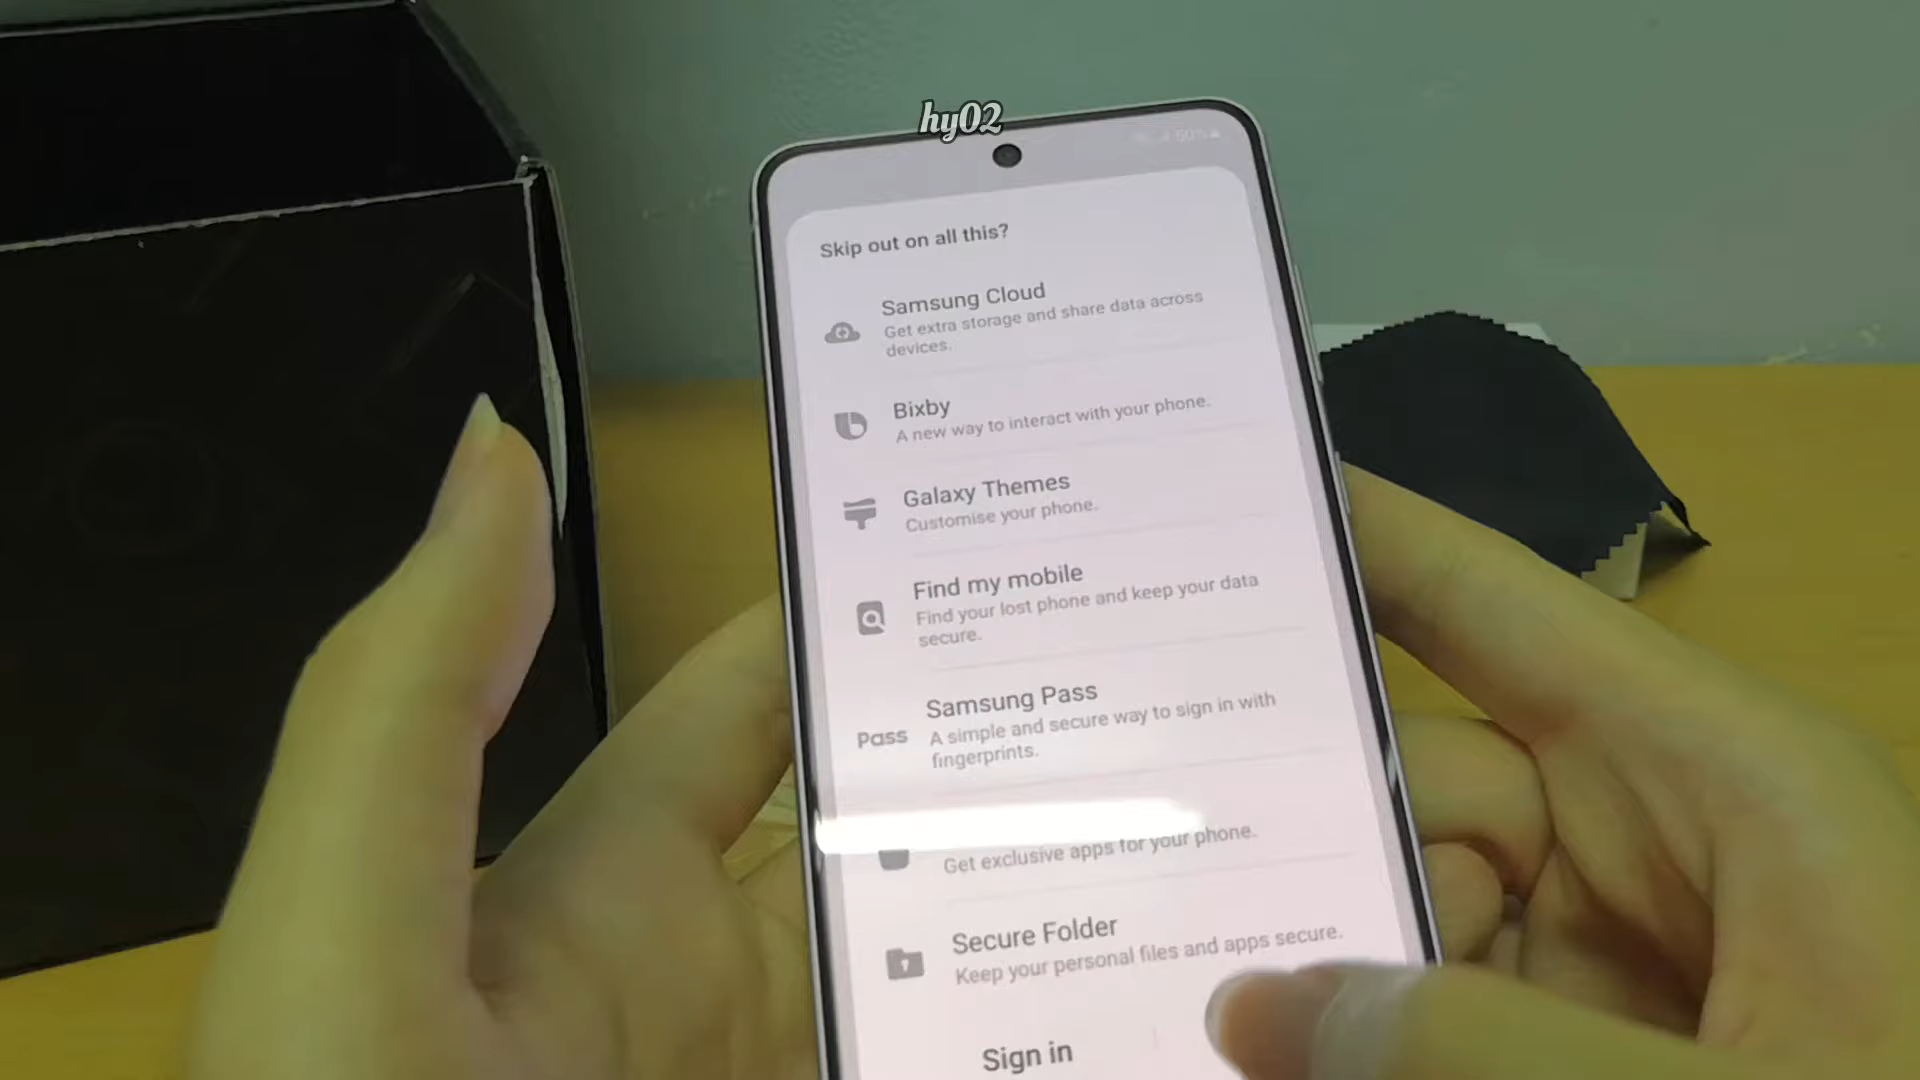 hy02
50%
Skip out on all this?
Samsung Cloud
Get extra storage and share data across
devices.
Bixby
A new way to interact with your phone.
Galaxy Themes
Customise your phone.
Find my mobile
Find your lost phone and keep your data
secure.
Pass
Samsung Pass
A simple and secure way to sign in with
fingerprints.
Get exclusive apps for your phone.
Secure Folder
Keep your personal files and apps secure.
Sign in